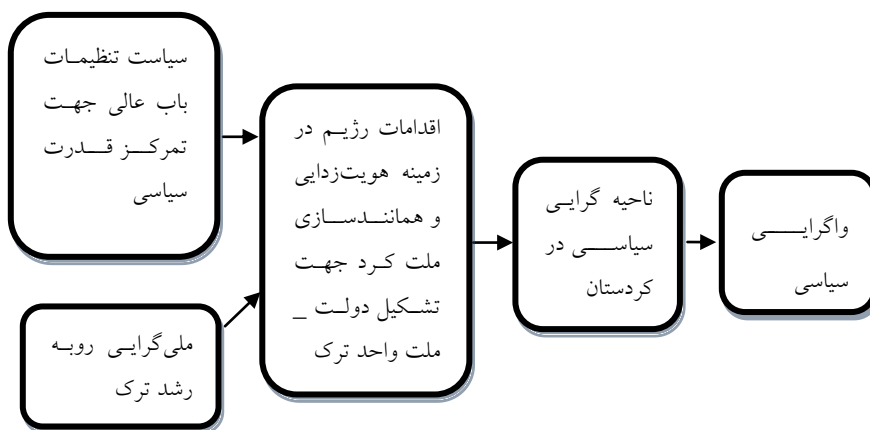 سیاست تنظیمات
باب عالی جهت
تمرکز قدرت
سیاسی
ملی‌گرایی روبه
رشد ترک
اقدامات رژیم در
زمینه هویت‌زدایی
و همانندسازی
ملت کرد جهت
تشکیل دولت _
ملت واحد ترک
ناحیه گرایی
سیاسی در
کردستان
واگرایی
سیاسی